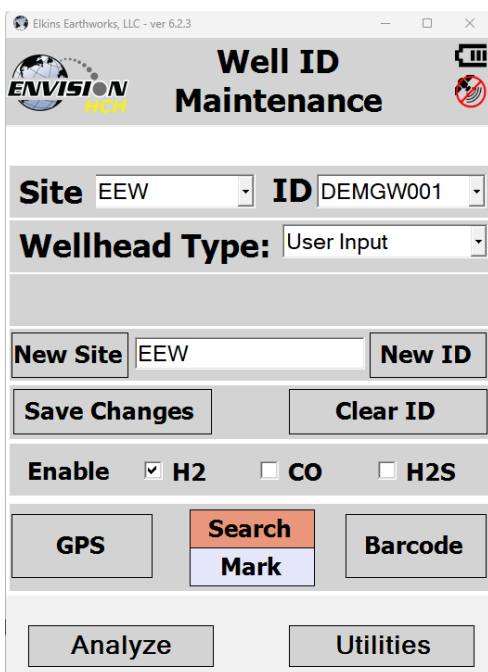 Elkins Earthworks, LLC - ver 6.2.3
ENVISION
HCH
Well ID
Maintenance
Site EEW ID DEMGW001
Wellhead Type: User Input
New Site EEW New ID
Save Changes Clear ID
Enable H2 CO H2S
GPS Search Mark Barcode
Analyze Utilities